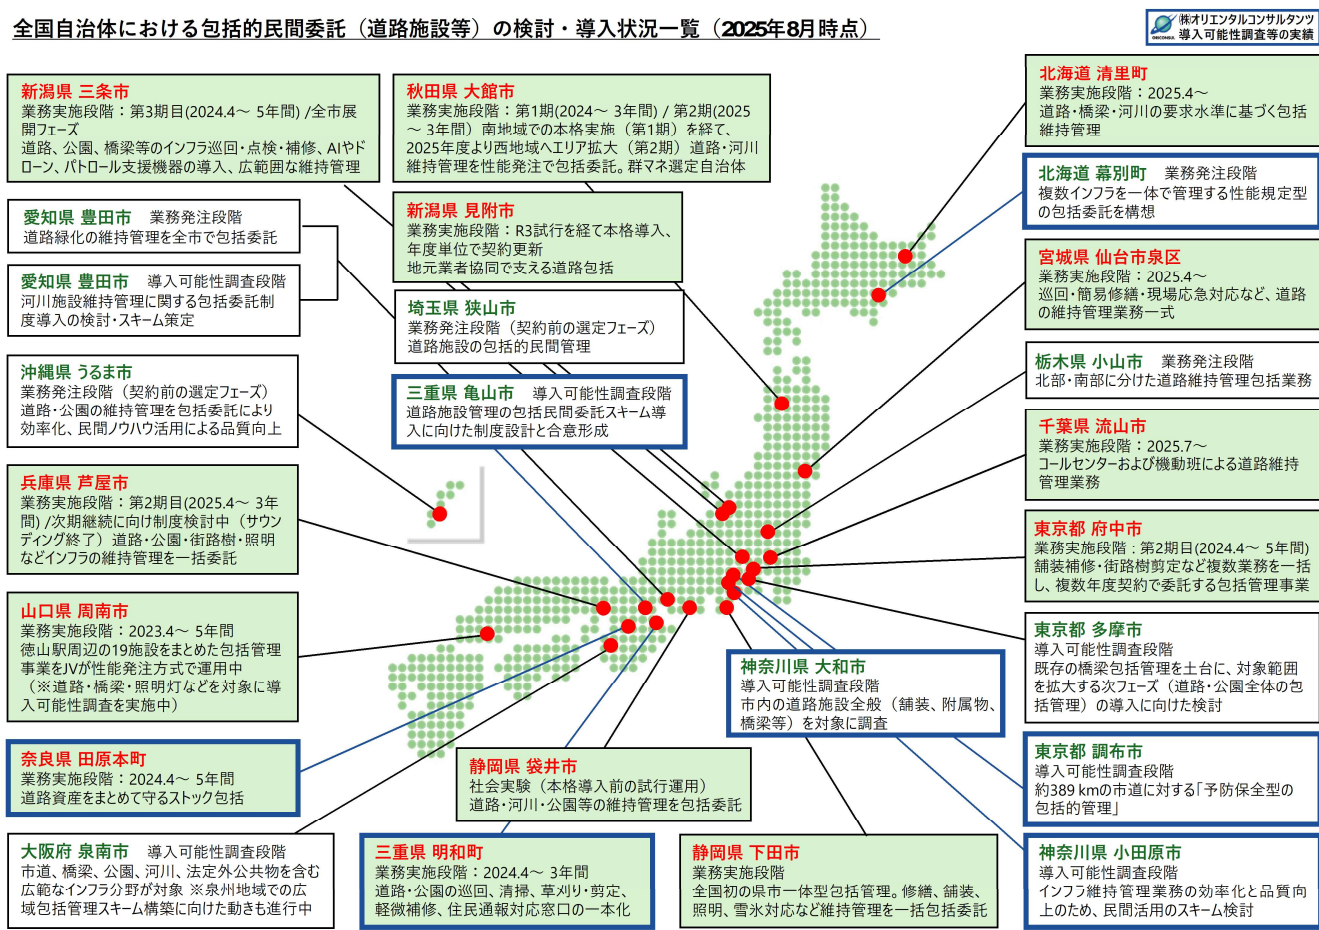 全国自治体における包括的民間委託（道路施設等）の検討・導入状況一覧（2025年8月時点）
㈱オリエンタルコンサルタンツ
導入可能性調査等の実績
ORICONSUL
新潟県 三条市
業務実施段階：第3期目(2024.4～ 5年間) /全市展
開フェーズ
道路、公園、橋梁等のインフラ巡回・点検・補修、AIやド
ローン、パトロール支援機器の導入、広範囲な維持管理
秋田県 大館市
業務実施段階：第1期(2024～ 3年間) / 第2期(2025
～ 3年間）南地域での本格実施（第1期）を経て、
2025年度より西地域へエリア拡大（第2期）道路・河川
維持管理を性能発注で包括委託。群マネ選定自治体
北海道 清里町
業務実施段階：2025.4～
道路・橋梁・河川の要求水準に基づく包括
維持管理
愛知県 豊田市 業務発注段階
道路緑化の維持管理を全市で包括委託
新潟県 見附市
業務実施段階：R3試行を経て本格導入、
年度単位で契約更新
地元業者協同で支える道路包括
北海道 幕別町 業務発注段階
複数インフラを一体で管理する性能規定型
の包括委託を構想
愛知県 豊田市 導入可能性調査段階
河川施設維持管理に関する包括委託制
度導入の検討・スキーム策定
埼玉県 狭山市
業務発注段階（契約前の選定フェーズ）
道路施設の包括的民間管理
宮城県 仙台市泉区
業務実施段階：2025.4～
巡回・簡易修繕・現場応急対応など、道路
の維持管理業務一式
沖縄県 うるま市
業務発注段階（契約前の選定フェーズ）
道路・公園の維持管理を包括委託により
効率化、民間ノウハウ活用による品質向上
三重県 亀山市 導入可能性調査段階
道路施設管理の包括民間委託スキーム導
入に向けた制度設計と合意形成
栃木県 小山市 業務発注段階
北部・南部に分けた道路維持管理包括業務
千葉県 流山市
業務実施段階：2025.7～
コールセンターおよび機動班による道路維持
管理業務
兵庫県 芦屋市
業務実施段階：第2期目(2025.4～ 3年
間) /次期継続に向け制度検討中（サウン
ディング終了）道路・公園・街路樹・照明
などインフラの維持管理を一括委託
東京都 府中市
業務実施段階：第2期目(2024.4～ 5年間)
舗装補修・街路樹剪定など複数業務を一括
し、複数年度契約で委託する包括管理事業
山口県 周南市
業務実施段階：2023.4～ 5年間
徳山駅周辺の19施設をまとめた包括管理
事業をJVが性能発注方式で運用中
（※道路・橋梁・照明灯などを対象に導
入可能性調査を実施中）
東京都 多摩市
導入可能性調査段階
既存の橋梁包括管理を土台に、対象範囲
を拡大する次フェーズ（道路・公園全体の包
括管理）の導入に向けた検討
神奈川県 大和市
導入可能性調査段階
市内の道路施設全般（舗装、附属物、
橋梁等）を対象に調査
奈良県 田原本町
業務実施段階：2024.4～ 5年間
道路資産をまとめて守るストック包括
静岡県 袋井市
社会実験（本格導入前の試行運用）
道路・河川・公園等の維持管理を包括委託
東京都 調布市
導入可能性調査段階
約389 kmの市道に対する「予防保全型の
包括的管理」
大阪府 泉南市 導入可能性調査段階
市道、橋梁、公園、河川、法定外公共物を含む
広範なインフラ分野が対象 ※泉州地域での広
域包括管理スキーム構築に向けた動きも進行中
三重県 明和町
業務実施段階：2024.4～ 3年間
道路・公園の巡回、清掃、草刈り・剪定、
軽微補修、住民通報対応窓口の一本化
静岡県 下田市
業務実施段階
全国初の県市一体型包括管理。修繕、舗装、
照明、雪氷対応など維持管理を一括包括委託
神奈川県 小田原市
導入可能性調査段階
インフラ維持管理業務の効率化と品質向
上のため、民間活用のスキーム検討